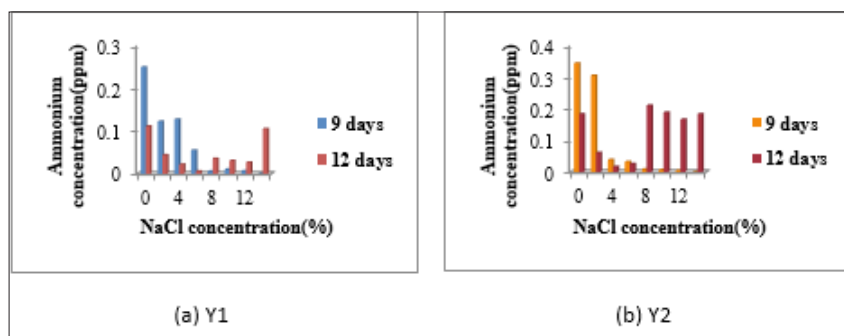 0.3
0.2
0.1
0
Ammonium
concentration(ppm)
0 4 8 12
NaCl concentration(%)
9 days
12 days
(a) Y1
0.4
0.3
0.2
0.1
0
Ammonium
concentration(ppm)
0 4 8 12
NaCl concentration(%)
9 days
12 days
(b) Y2